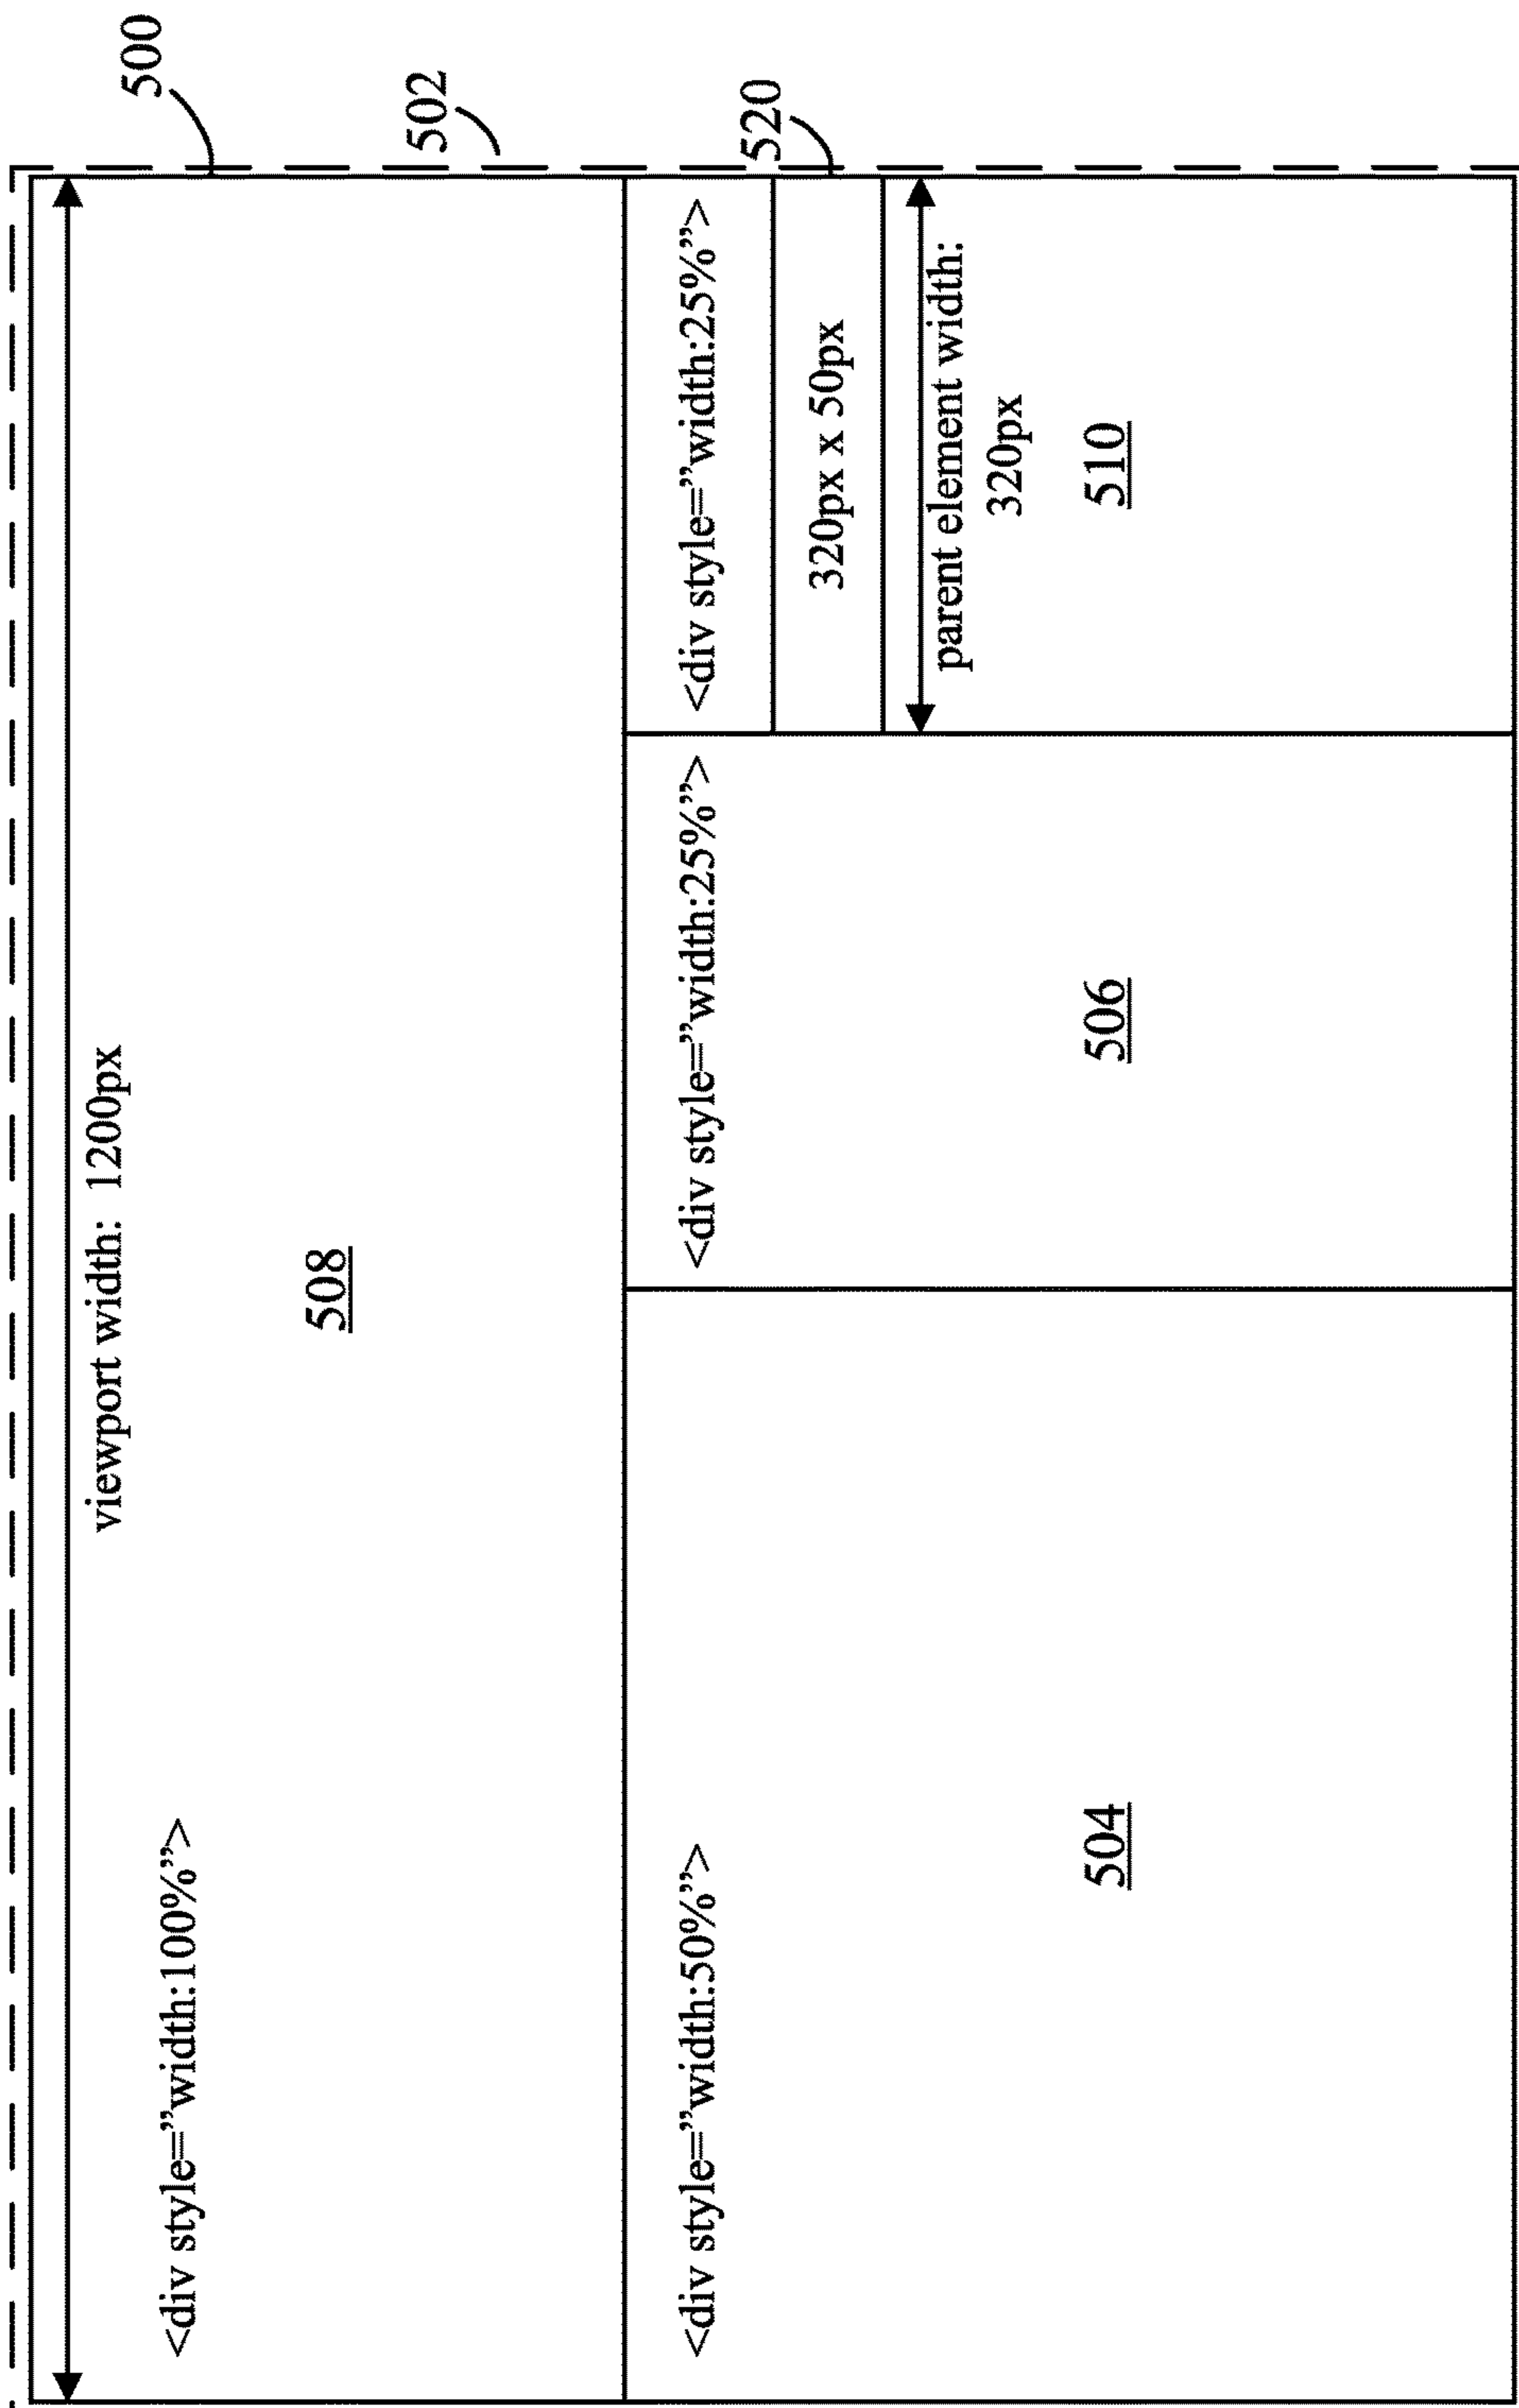 500
viewport width: 1200px
<div style=”width:100%”>
502
508
520
<div style=”width:50%”>
<div style=”width:25%”>
<div style=”width:25%”>
320px x 50px
parent element width:
320px
504
506
510